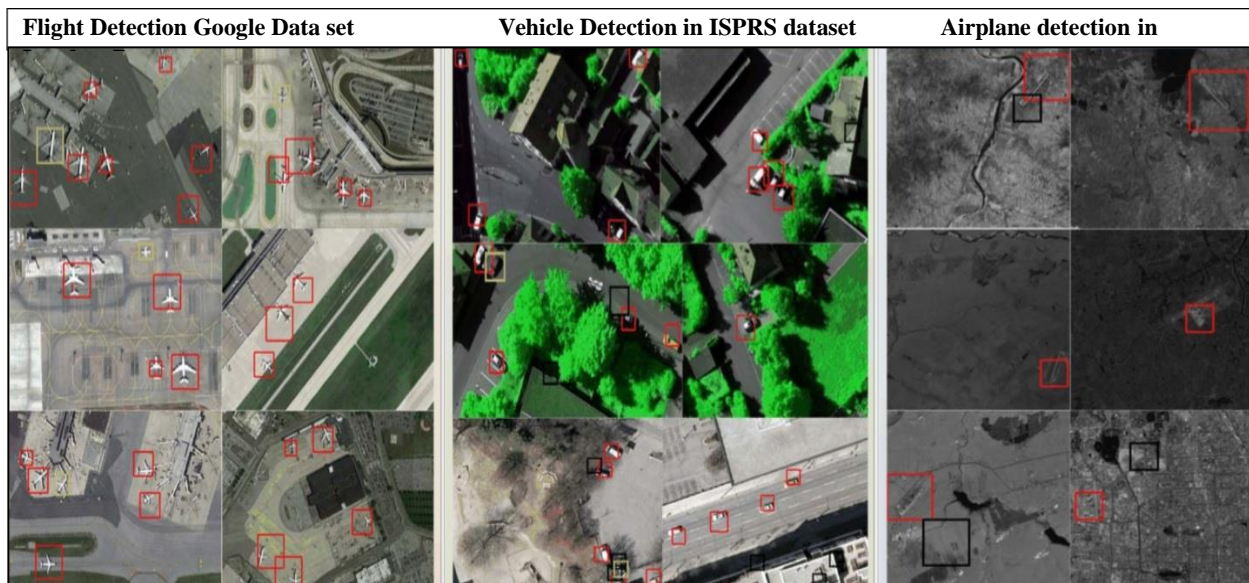 Flight Detection Google Data set
Vehicle Detection in ISPRS dataset
Airplane detection in